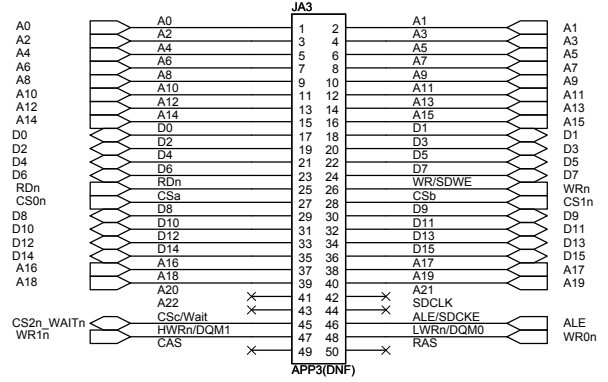 JA3
A0 A0 1 2 A1 A1
A2 A2 3 4 A3 A3
A4 A4 5 6 A5 A5
A6 A6 7 8 A7 A7
A8 A8 9 10 A9 A9
A10 A10 11 12 A11 A11
A12 A12 13 14 A13 A13
A14 A14 15 16 A15 A15
D0 D0 17 18 D1 D1
D2 D2 19 20 D3 D3
D4 D4 21 22 D5 D5
D6 D6 23 24 D7 D7
RDn RDn 25 26 WR/SDWE WRn
CS0n CSa 27 28 CSb CS1n
D8 D8 29 30 D9 D9
D10 D10 31 32 D11 D11
D12 D12 33 34 D13 D13
D14 D14 35 36 D15 D15
A16 A16 37 38 A17 A17
A18 A18 39 40 A19 A19
A20 41 42 A21
A22 43 44 SDCLK
CS2n_WAITn CSc/Wait 45 46 ALE/SDCKE ALE
WR1n HWRn/DQM1 47 48 LWRn/DQM0 WR0n
CAS 49 50 RAS
APP3(DNF)